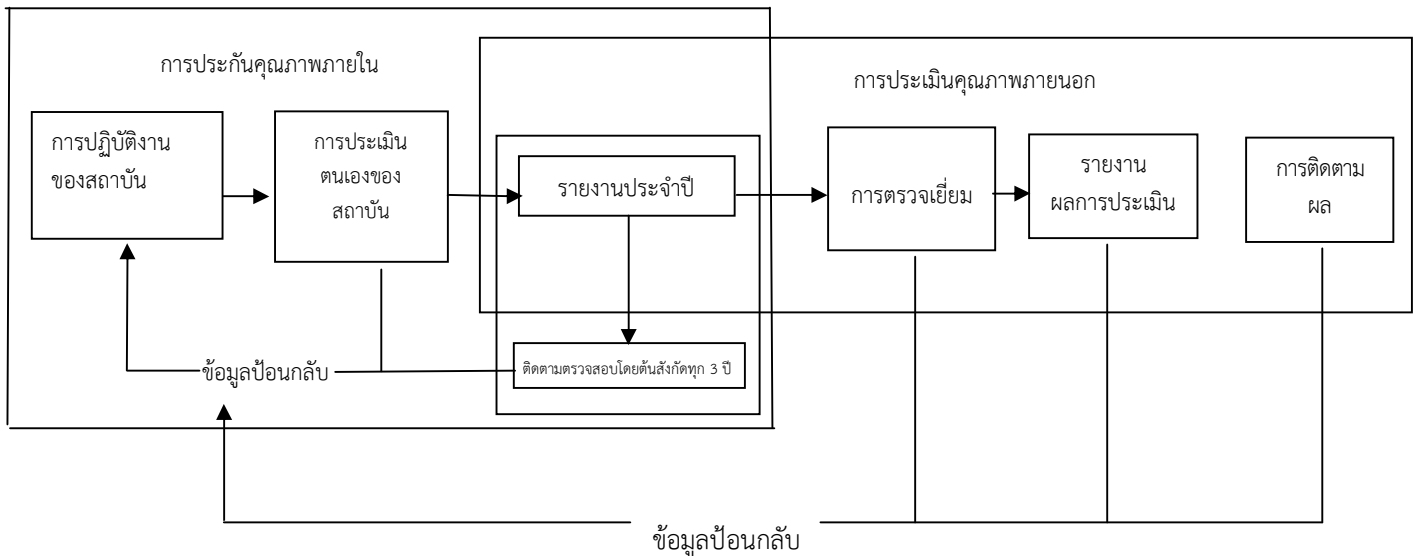 การประกันคุณภาพภายใน
การประเมินคุณภาพภายนอก
การปฏิบัติงาน
ของสถาบัน
การประเมิน
ตนเองของ
สถาบัน
รายงานประจำปี
การตรวจเยี่ยม
รายงาน
ผลการประเมิน
การติดตาม
ผล
ข้อมูลป้อนกลับ
ติดตามตรวจสอบโดยต้นสังกัดทุก 3 ปี
ข้อมูลป้อนกลับ